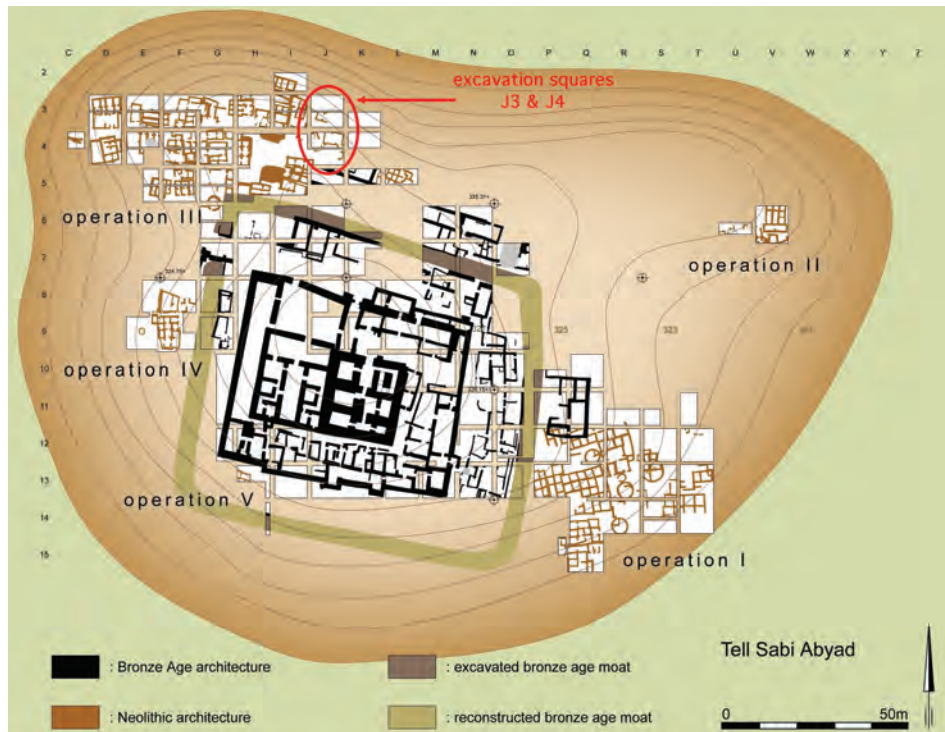 C D E F G H I J K L M N O P Q R S T U V W X Y Z
2
3
4
5
6
7
8
9
10
11
12
13
14
15
excavation squares
J3 & J4
operation III
operation II
operation IV
325
323
operation V
operation I
Tell Sabi Abyad
: Bronze Age architecture
: excavated bronze age moat
: Neolithic architecture
: reconstructed bronze age moat
0 50m